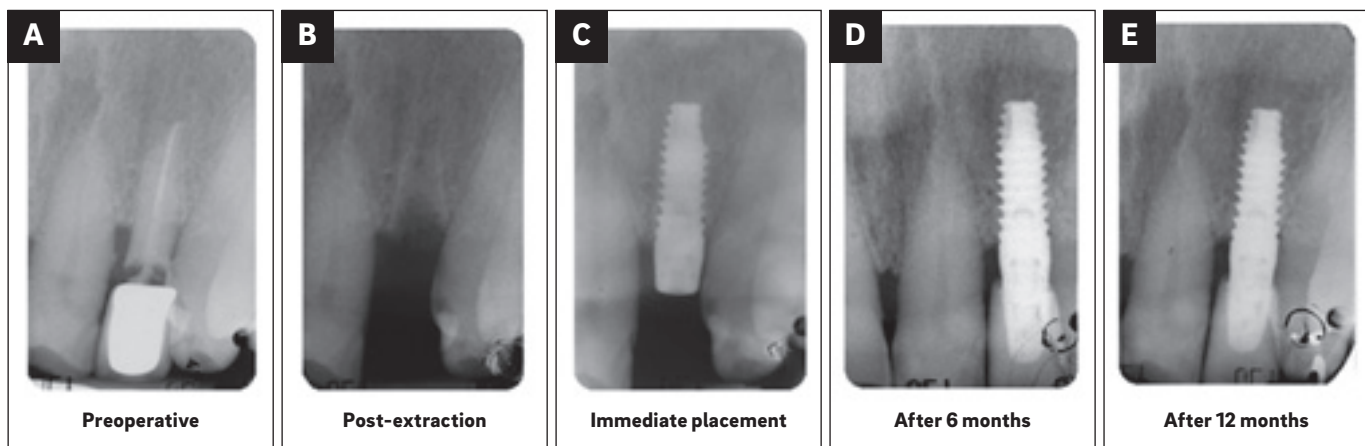 A
B
C
D
E
Preoperative
Post-extraction
Immediate placement
After 6 months
After 12 months